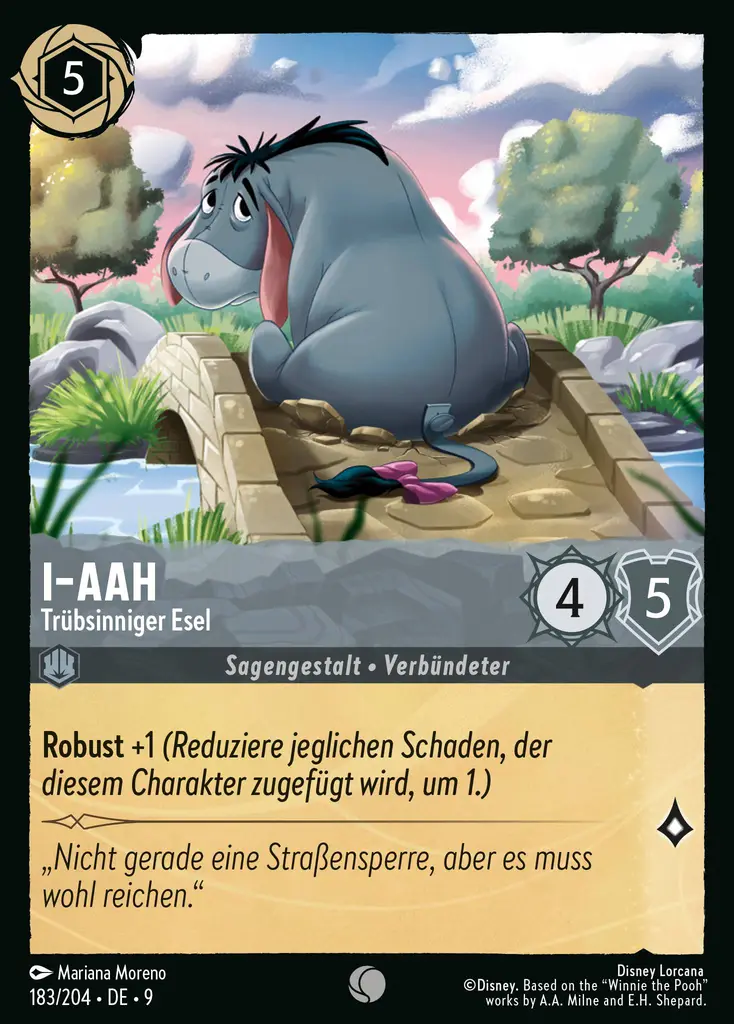 5
I-AAH
Trübsinniger Esel
4
5
Sagengestalt • Verbündeter
Robust +1 (Reduziere jeglichen Schaden, der
diesem Charakter zugefügt wird, um 1.)
„Nicht gerade eine Straßensperre, aber es muss
wohl reichen.“
Mariana Moreno
183/204 • DE • 9
Disney Lorcana
©Disney. Based on the “Winnie the Pooh”
works by A.A. Milne and E.H. Shepard.